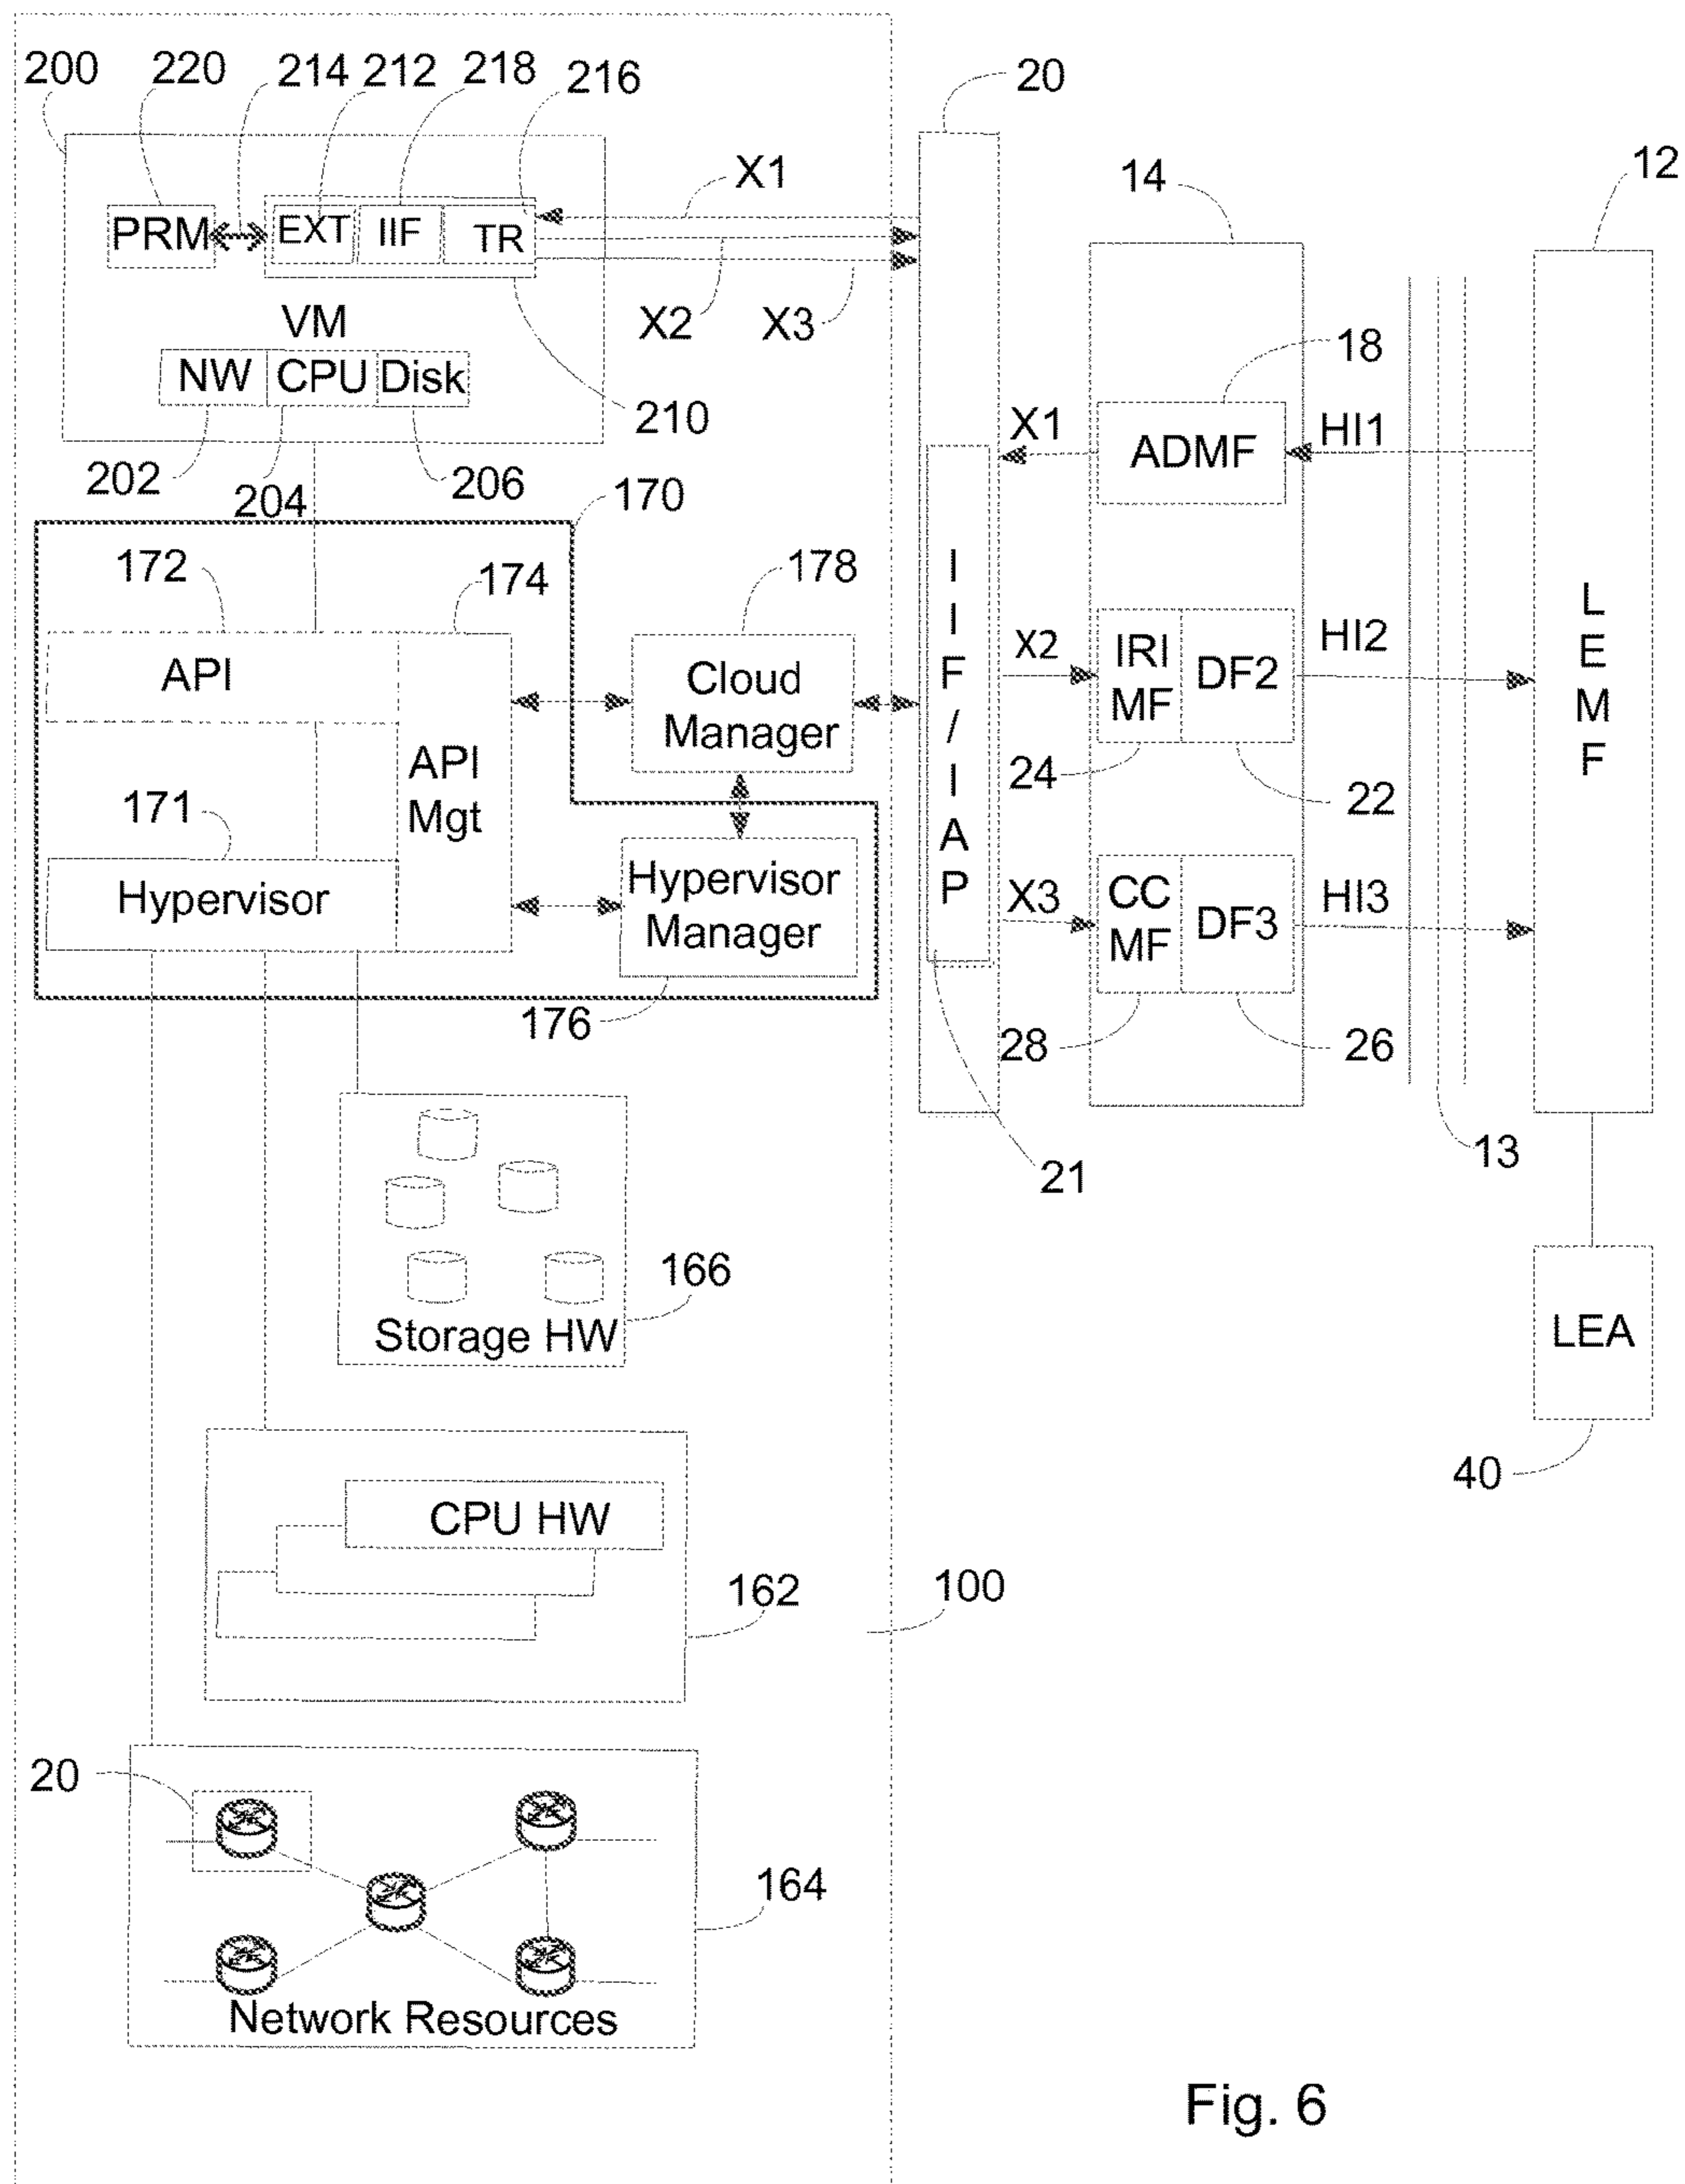 200
220
214
212
218
216
20
12
14
X1
PRM
EXT
IIF
TR
VM
X2
X3
NW
CPU
Disk
210
18
202
204
206
X1
ADMF
HI1
170
172
174
178
I
I
F
/
I
A
P
L
E
M
F
API
Cloud
Manager
X2
IRI
MF
DF2
HI2
24
22
API
Mgt
171
Hypervisor
Hypervisor
Manager
X3
CC
MF
DF3
HI3
176
28
26
13
21
166
Storage HW
LEA
40
CPU HW
162
100
20
164
Network Resources
Fig. 6